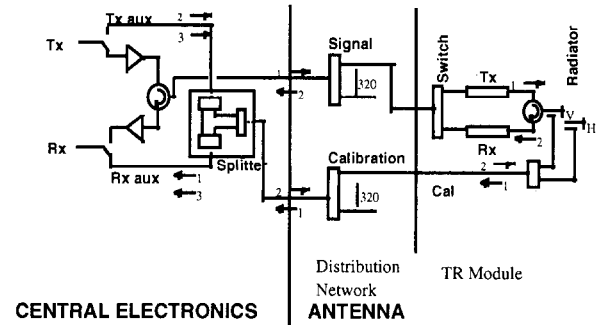 Tx aux
2
3
Tx
Signal
Switch
Radiator
Tx
1
1
2
320
V
H
Rx
2
Rx
Calibration
Splitter
Rx aux
1
2
2
1
Cal
1
3
320
Distribution
Network
TR Module
CENTRAL ELECTRONICS
ANTENNA